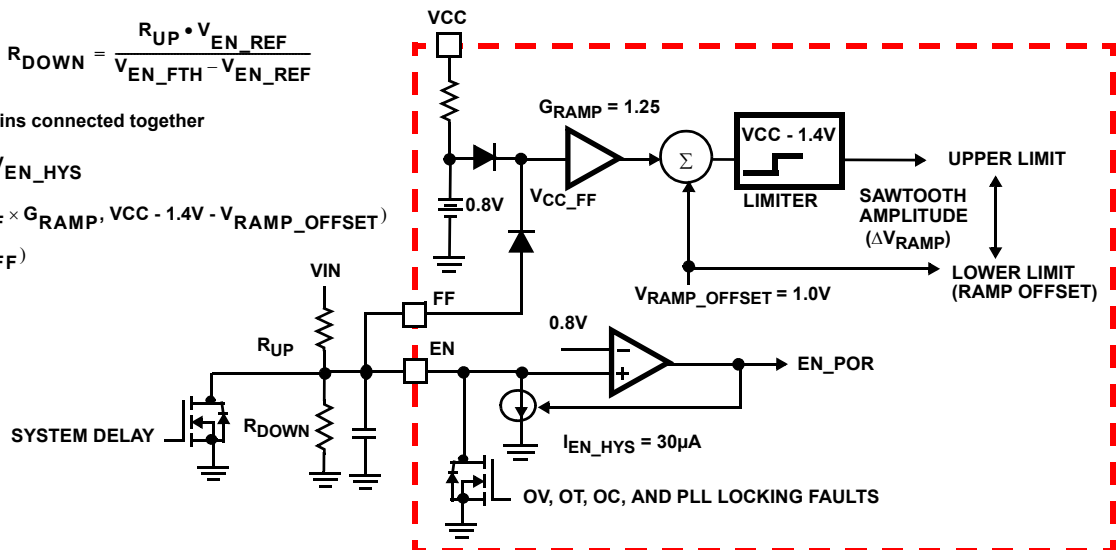 R_DOWN = R_UP • V_EN_REF / V_EN_FTH – V_EN_REF
ins connected together
V_EN_HYS
F × G_RAMP, VCC - 1.4V - V_RAMP_OFFSET)
FF)
VCC
G_RAMP = 1.25
Σ
VCC - 1.4V
LIMITER
UPPER LIMIT
SAWTOOTH
AMPLITUDE
(ΔV_RAMP)
LOWER LIMIT
(RAMP OFFSET)
0.8V
V_CC_FF
V_RAMP_OFFSET = 1.0V
VIN
FF
R_UP
EN
0.8V
–
+
EN_POR
SYSTEM DELAY
R_DOWN
I_EN_HYS = 30µA
OV, OT, OC, AND PLL LOCKING FAULTS